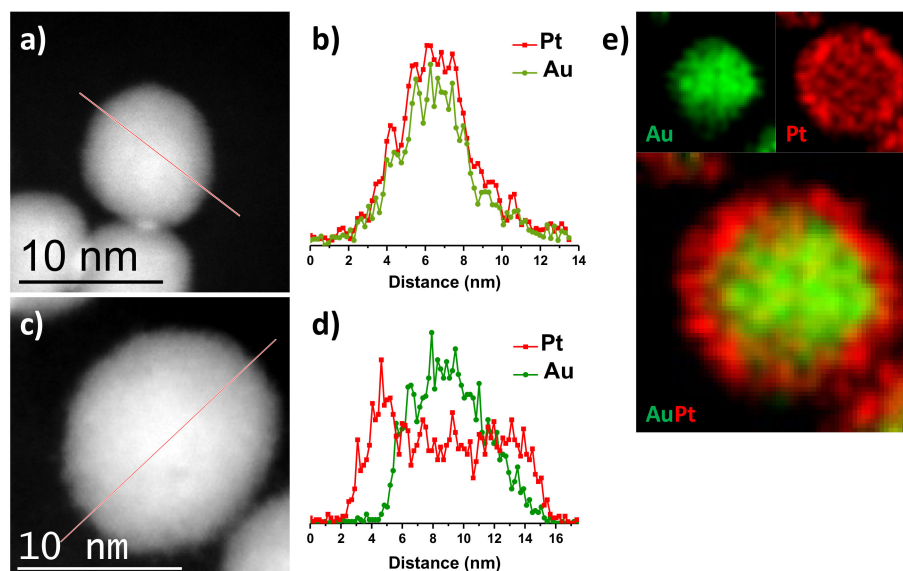 a)
10 nm
b)
Pt
Au
0 2 4 6 8 10 12 14
Distance (nm)
c)
10 nm
d)
Pt
Au
0 2 4 6 8 10 12 14 16
Distance (nm)
e)
Au
Pt
AuPt